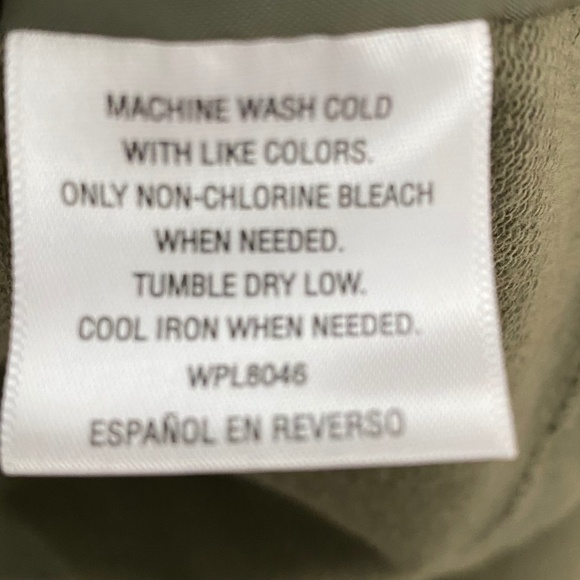 MACHINE WASH COLD
WITH LIKE COLORS.
ONLY NON-CHLORINE BLEACH
WHEN NEEDED.
TUMBLE DRY LOW.
COOL IRON WHEN NEEDED.
WPL8046
ESPAÑOL EN REVERSO